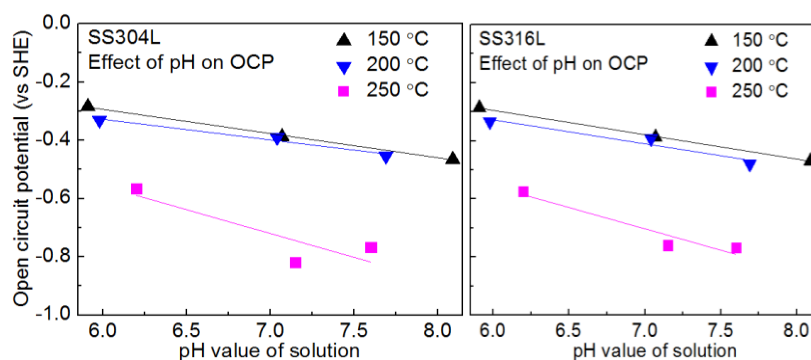 SS304L
Effect of pH on OCP
150 °C
200 °C
250 °C
Open circuit potential (vs SHE)
0.0
-0.2
-0.4
-0.6
-0.8
-1.0
6.0 6.5 7.0 7.5 8.0
pH value of solution
SS316L
Effect of pH on OCP
150 °C
200 °C
250 °C
6.0 6.5 7.0 7.5 8.0
pH value of solution